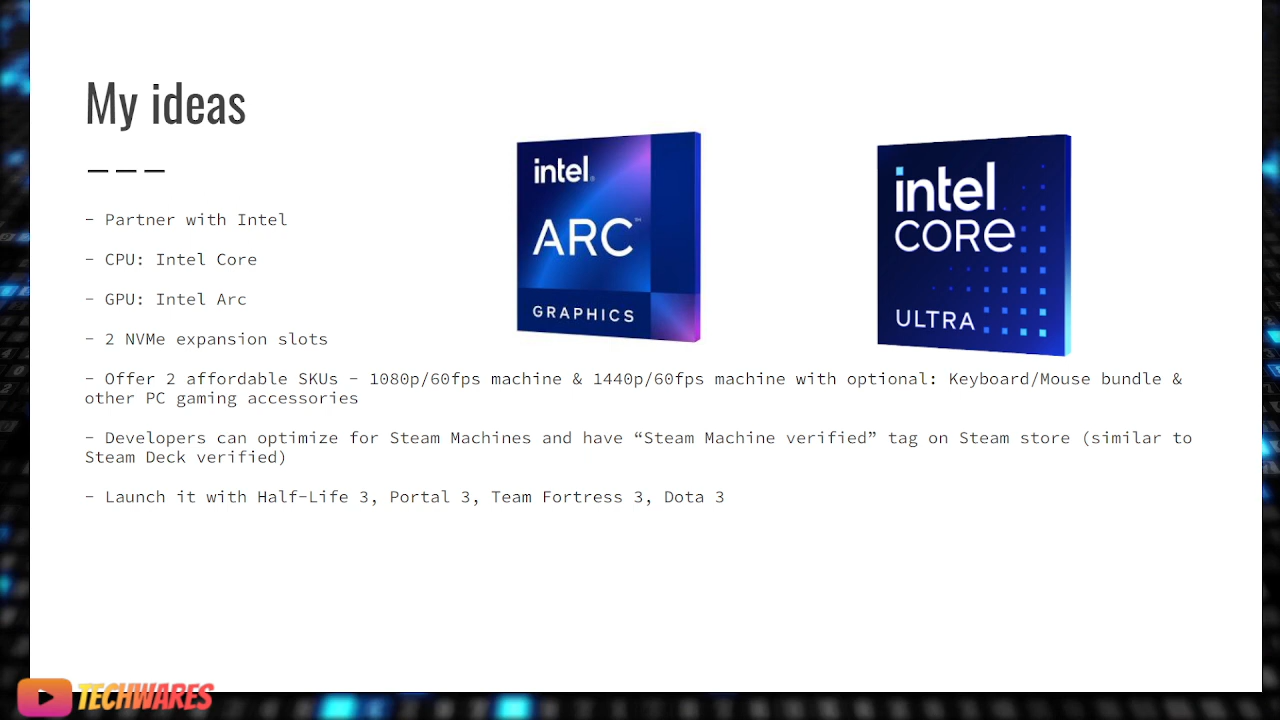 My ideas
– Partner with Intel
– CPU: Intel Core
– GPU: Intel Arc
– 2 NVMe expansion slots
– Offer 2 affordable SKUs – 1080p/60fps machine & 1440p/60fps machine with optional: Keyboard/Mouse bundle &
other PC gaming accessories
– Developers can optimize for Steam Machines and have “Steam Machine verified” tag on Steam store (similar to
Steam Deck verified)
– Launch it with Half-Life 3, Portal 3, Team Fortress 3, Dota 3
intel®
ARC™
GRAPHICS
intel
CORE
ULTRA
TECHWARES